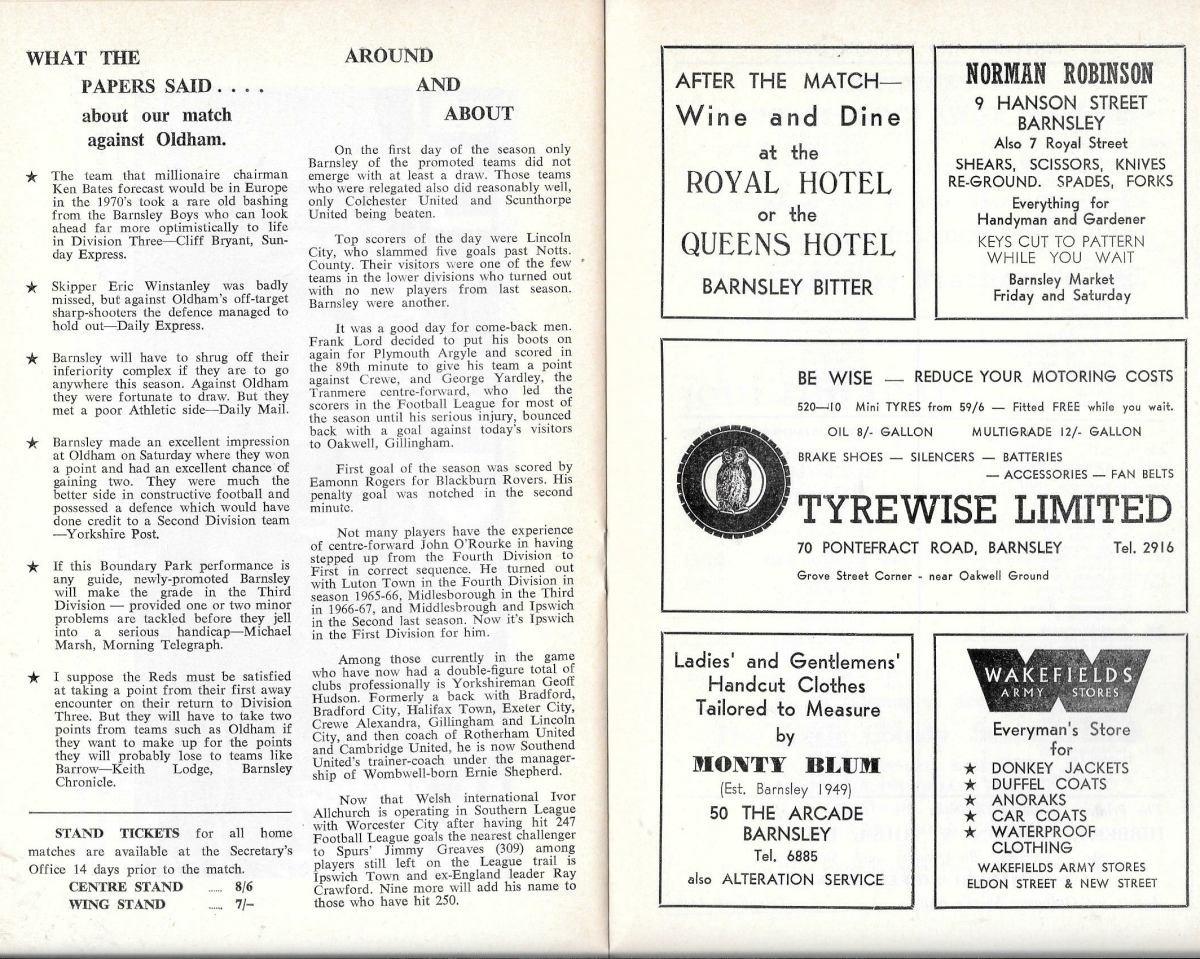 WHAT THE
PAPERS SAID . . . .
about our match
against Oldham.
★ The team that millionaire chairman
Ken Bates forecast would be in Europe
in the 1970's took a rare old bashing
from the Barnsley Boys who can look
ahead far more optimistically to life
in Division Three—Cliff Bryant, Sun-
day Express.
★ Skipper Eric Winstanley was badly
missed, but against Oldham's off-target
sharp-shooters the defence managed to
hold out—Daily Express.
★ Barnsley will have to shrug off their
inferiority complex if they are to go
anywhere this season. Against Oldham
they were fortunate to draw. But they
met a poor Athletic side—Daily Mail.
★ Barnsley made an excellent impression
at Oldham on Saturday where they won
a point and had an excellent chance of
gaining two. They were much the
better side in constructive football and
possessed a defence which would have
done credit to a Second Division team
—Yorkshire Post.
★ If this Boundary Park performance is
any guide, newly-promoted Barnsley
will make the grade in the Third
Division — provided one or two minor
problems are tackled before they jell
into a serious handicap—Michael
Marsh, Morning Telegraph.
★ I suppose the Reds must be satisfied
at taking a point from their first away
encounter on their return to Division
Three. But they will have to take two
points from teams such as Oldham if
they want to make up for the points
they will probably lose to teams like
Barrow—Keith Lodge, Barnsley
Chronicle.
STAND TICKETS for all home
matches are available at the Secretary's
Office 14 days prior to the match.
CENTRE STAND ...... 8/6
WING STAND ...... 7/–
AROUND
AND
ABOUT
On the first day of the season only
Barnsley of the promoted teams did not
emerge with at least a draw. Those teams
who were relegated also did reasonably well,
only Colchester United and Scunthorpe
United being beaten.
Top scorers of the day were Lincoln
City, who slammed five goals past Notts.
County. Their visitors were one of the few
teams in the lower divisions who turned out
with no new players from last season.
Barnsley were another.
It was a good day for come-back men.
Frank Lord decided to put his boots on
again for Plymouth Argyle and scored in
the 89th minute to give his team a point
against Crewe, and George Yardley, the
Tranmere centre-forward, who led the
scorers in the Football League for most of
the season until his serious injury, bounced
back with a goal against today's visitors
to Oakwell, Gillingham.
First goal of the season was scored by
Eamonn Rogers for Blackburn Rovers. His
penalty goal was notched in the second
minute.
Not many players have the experience
of centre-forward John O'Rourke in having
stepped up from the Fourth Division to
First in correct sequence. He turned out
with Luton Town in the Fourth Division in
season 1965-66, Midlesborough in the Third
in 1966-67, and Middlesbrough and Ipswich
in the Second last season. Now it's Ipswich
in the First Division for him.
Among those currently in the game
who have now had a double-figure total of
clubs professionally is Yorkshireman Geoff
Hudson. Formerly a back with Bradford,
Bradford City, Halifax Town, Exeter City,
Crewe Alexandra, Gillingham and Lincoln
City, and then coach of Rotherham United
and Cambridge United, he is now Southend
United's trainer-coach under the manager-
ship of Wombwell-born Ernie Shepherd.
Now that Welsh international Ivor
Allchurch is operating in Southern League
with Worcester City after having hit 247
Football League goals the nearest challenger
to Spurs' Jimmy Greaves (309) among
players still left on the League trail is
Ipswich Town and ex-England leader Ray
Crawford. Nine more will add his name to
those who have hit 250.
AFTER THE MATCH—
Wine and Dine
at the
ROYAL HOTEL
or the
QUEENS HOTEL
BARNSLEY BITTER
NORMAN ROBINSON
9 HANSON STREET
BARNSLEY
Also 7 Royal Street
SHEARS, SCISSORS, KNIVES
RE-GROUND. SPADES, FORKS
Everything for
Handyman and Gardener
KEYS CUT TO PATTERN
WHILE YOU WAIT
Barnsley Market
Friday and Saturday
BE WISE — REDUCE YOUR MOTORING COSTS
520—10 Mini TYRES from 59/6 — Fitted FREE while you wait.
OIL 8/- GALLON MULTIGRADE 12/- GALLON
BRAKE SHOES — SILENCERS — BATTERIES
— ACCESSORIES — FAN BELTS
TYREWISE LIMITED
70 PONTEFRACT ROAD, BARNSLEY Tel. 2916
Grove Street Corner - near Oakwell Ground
Ladies' and Gentlemens'
Handcut Clothes
Tailored to Measure
by
MONTY BLUM
(Est. Barnsley 1949)
50 THE ARCADE
BARNSLEY
Tel. 6885
also ALTERATION SERVICE
WAKEFIELDS
ARMY STORES
Everyman's Store
for
★ DONKEY JACKETS
★ DUFFEL COATS
★ ANORAKS
★ CAR COATS
★ WATERPROOF
CLOTHING
WAKEFIELDS ARMY STORES
ELDON STREET & NEW STREET